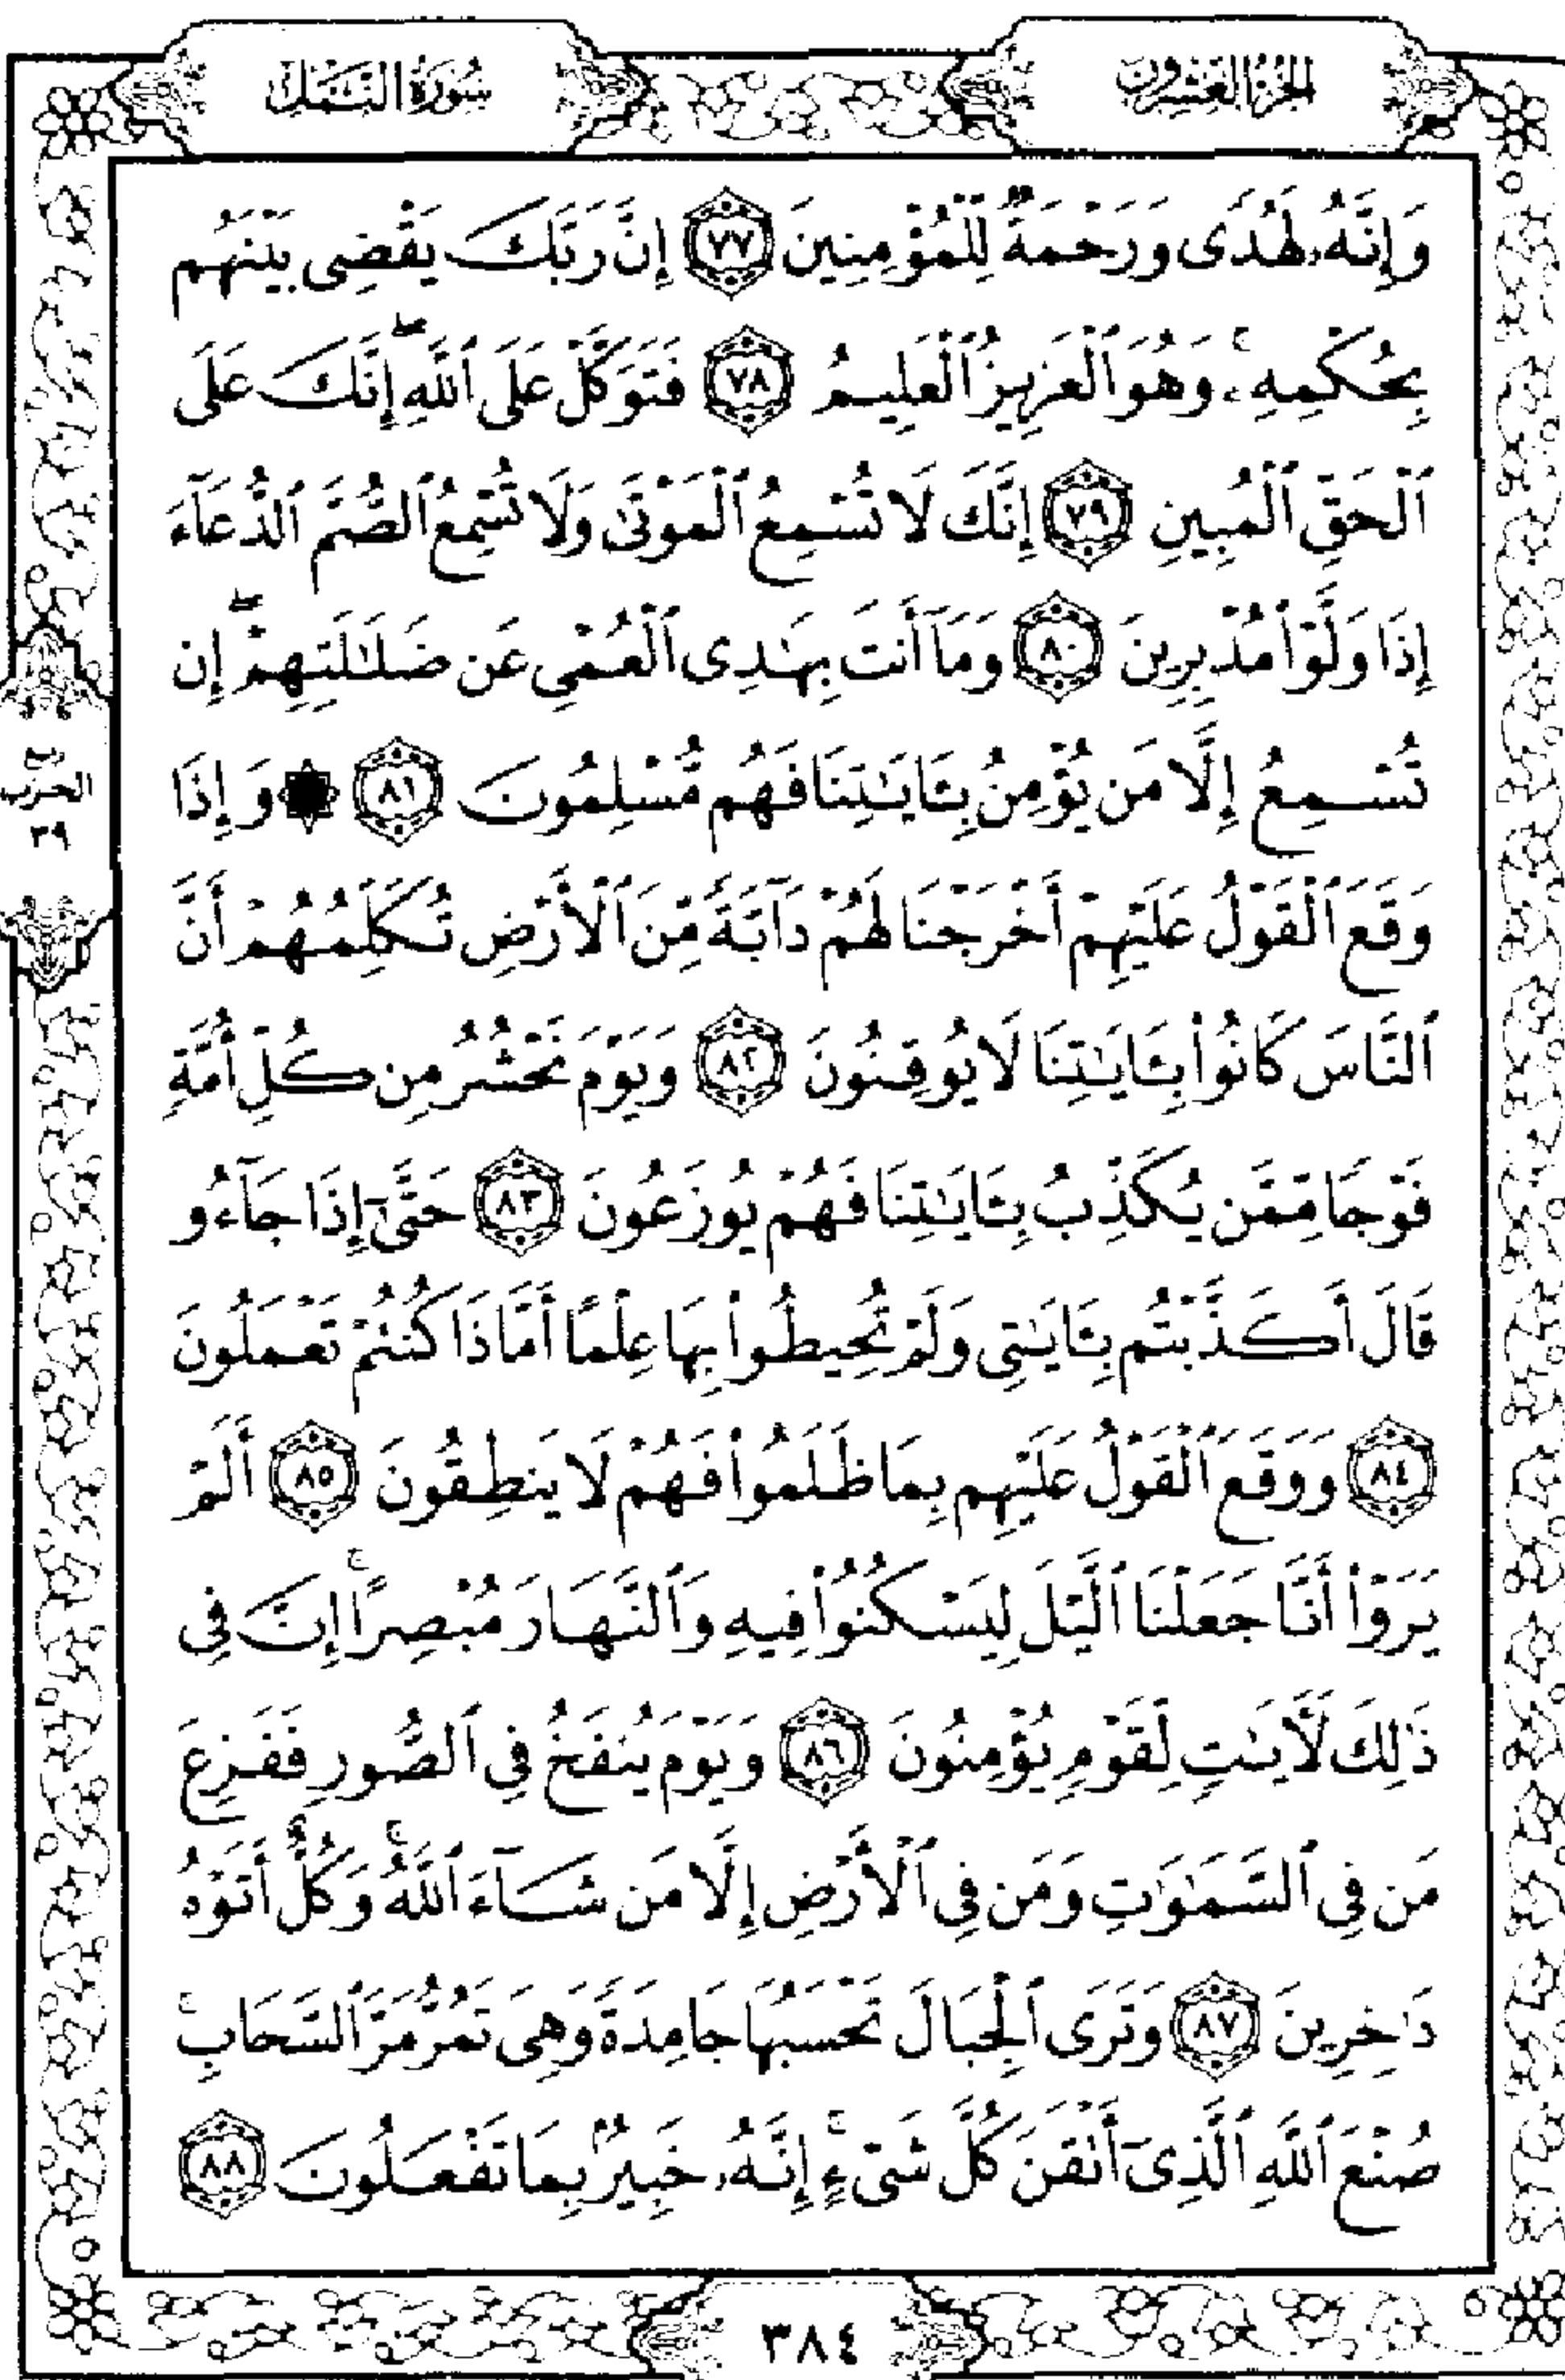 الجزء العشرون
سورة النمل
وَإِنَّهُۥ لَهُدًى وَرَحْمَةٌ لِّلْمُؤْمِنِينَ ٧٧ إِنَّ رَبَّكَ يَقْضِى بَيْنَهُم
بِحُكْمِهِۦ ۚ وَهُوَ ٱلْعَزِيزُ ٱلْعَلِيمُ ٧٨ فَتَوَكَّلْ عَلَى ٱللَّهِ ۖ إِنَّكَ عَلَى
ٱلْحَقِّ ٱلْمُبِينِ ٧٩ إِنَّكَ لَا تُسْمِعُ ٱلْمَوْتَىٰ وَلَا تُسْمِعُ ٱلصُّمَّ ٱلدُّعَآءَ
إِذَا وَلَّوْا۟ مُدْبِرِينَ ٨٠ وَمَآ أَنتَ بِهَـٰدِى ٱلْعُمْىِ عَن ضَلَـٰلَتِهِمْ ۖ إِن
تُسْمِعُ إِلَّا مَن يُؤْمِنُ بِـَٔايَـٰتِنَا فَهُم مُّسْلِمُونَ ٨١ ۞ وَإِذَا
وَقَعَ ٱلْقَوْلُ عَلَيْهِمْ أَخْرَجْنَا لَهُمْ دَآبَّةً مِّنَ ٱلْأَرْضِ تُكَلِّمُهُمْ أَنَّ
ٱلنَّاسَ كَانُوا۟ بِـَٔايَـٰتِنَا لَا يُوقِنُونَ ٨٢ وَيَوْمَ نَحْشُرُ مِن كُلِّ أُمَّةٍ
فَوْجًا مِّمَّن يُكَذِّبُ بِـَٔايَـٰتِنَا فَهُمْ يُوزَعُونَ ٨٣ حَتَّىٰٓ إِذَا جَآءُو
قَالَ أَكَذَّبْتُم بِـَٔايَـٰتِى وَلَمْ تُحِيطُوا۟ بِهَا عِلْمًا أَمَّاذَا كُنتُمْ تَعْمَلُونَ
٨٤ وَوَقَعَ ٱلْقَوْلُ عَلَيْهِم بِمَا ظَلَمُوا۟ فَهُمْ لَا يَنطِقُونَ ٨٥ أَلَمْ
يَرَوْا۟ أَنَّا جَعَلْنَا ٱلَّيْلَ لِيَسْكُنُوا۟ فِيهِ وَٱلنَّهَارَ مُبْصِرًا ۚ إِنَّ فِى
ذَٰلِكَ لَـَٔايَـٰتٍ لِّقَوْمٍ يُؤْمِنُونَ ٨٦ وَيَوْمَ يُنفَخُ فِى ٱلصُّورِ فَفَزِعَ
مَن فِى ٱلسَّمَـٰوَٰتِ وَمَن فِى ٱلْأَرْضِ إِلَّا مَن شَآءَ ٱللَّهُ ۚ وَكُلٌّ أَتَوْهُ
دَٰخِرِينَ ٨٧ وَتَرَى ٱلْجِبَالَ تَحْسَبُهَا جَامِدَةً وَهِىَ تَمُرُّ مَرَّ ٱلسَّحَابِ ۚ
صُنْعَ ٱللَّهِ ٱلَّذِىٓ أَتْقَنَ كُلَّ شَىْءٍ ۚ إِنَّهُۥ خَبِيرٌۢ بِمَا تَفْعَلُونَ ٨٨
الحزب
٣٩
٣٨٤